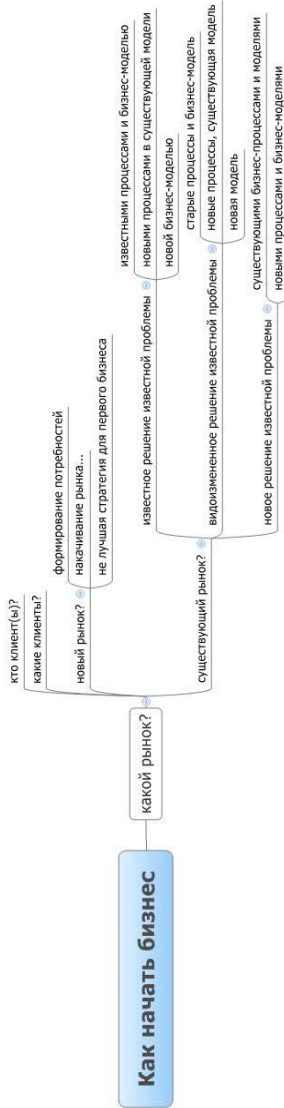 Как начать бизнес
какой рынок?
кто клиент(ы)?
какие клиенты?
новый рынок?
формирование потребностей
накачивание рынка...
не лучшая стратегия для первого бизнеса
существующий рынок?
известное решение известной проблемы
известными процессами и бизнес-моделью
новыми процессами в существующей модели
новой бизнес-моделью
видоизмененное решение известной проблемы
старые процессы и бизнес-модель
новые процессы, существующая модель
новая модель
новое решение известной проблемы
существующими бизнес-процессами и моделями
новыми процессами и бизнес-моделями